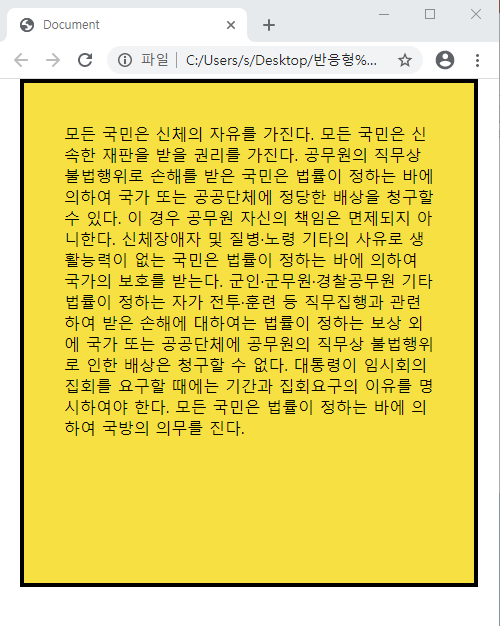 Document
파일 C:/Users/s/Desktop/반응형%...
모든 국민은 신체의 자유를 가진다. 모든 국민은 신
속한 재판을 받을 권리를 가진다. 공무원의 직무상
불법행위로 손해를 받은 국민은 법률이 정하는 바에
의하여 국가 또는 공공단체에 정당한 배상을 청구할
수 있다. 이 경우 공무원 자신의 책임은 면제되지 아
니한다. 신체장애자 및 질병·노령 기타의 사유로 생
활능력이 없는 국민은 법률이 정하는 바에 의하여
국가의 보호를 받는다. 군인·군무원·경찰공무원 기타
법률이 정하는 자가 전투·훈련 등 직무집행과 관련
하여 받은 손해에 대하여는 법률이 정하는 보상 외
에 국가 또는 공공단체에 공무원의 직무상 불법행위
로 인한 배상은 청구할 수 없다. 대통령이 임시회의
집회를 요구할 때에는 기간과 집회요구의 이유를 명
시하여야 한다. 모든 국민은 법률이 정하는 바에 의
하여 국방의 의무를 진다.